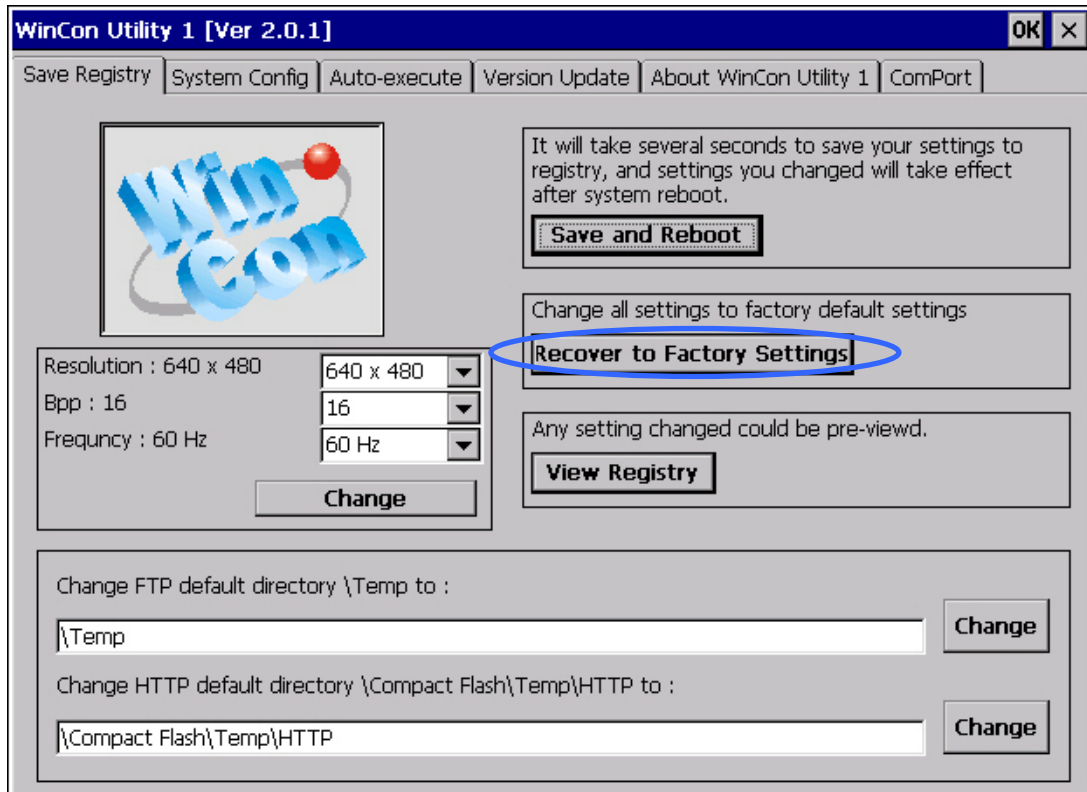 WinCon Utility 1 [Ver 2.0.1]
OK
Save Registry
System Config
Auto-execute
Version Update
About WinCon Utility 1
ComPort
Win
Con
It will take several seconds to save your settings to
registry, and settings you changed will take effect
after system reboot.
Save and Reboot
Change all settings to factory default settings
Recover to Factory Settings
Resolution : 640 x 480
640 x 480
Bpp : 16
16
Frequncy : 60 Hz
60 Hz
Change
Any setting changed could be pre-viewd.
View Registry
Change FTP default directory \Temp to :
\Temp
Change
Change HTTP default directory \Compact Flash\Temp\HTTP to :
\Compact Flash\Temp\HTTP
Change